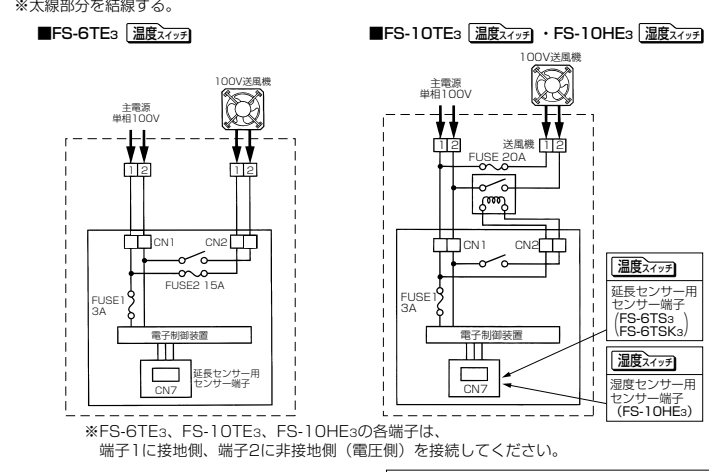 ※太線部分を結線する。
■FS-6TE3 温度スイッチ
100V送風機
主電源
単相100V
1 2
1 2
CN1
CN2
FUSE2 15A
FUSE1
3A
電子制御装置
延長センサー用
センサー端子
CN7
■FS-10TE3 温度スイッチ ・FS-10HE3 湿度スイッチ
100V送風機
主電源
単相100V
送風機
1 2
1 2
FUSE 20A
CN1
CN2
FUSE1
3A
電子制御装置
CN7
温度スイッチ
延長センサー用
センサー端子
(FS-6TS3
FS-6TSK3)
湿度スイッチ
湿度センサー用
センサー端子
(FS-10HE3)
※FS-6TE3、FS-10TE3、FS-10HE3の各端子は、
端子1に接地側、端子2に非接地側（電圧側）を接続してください。